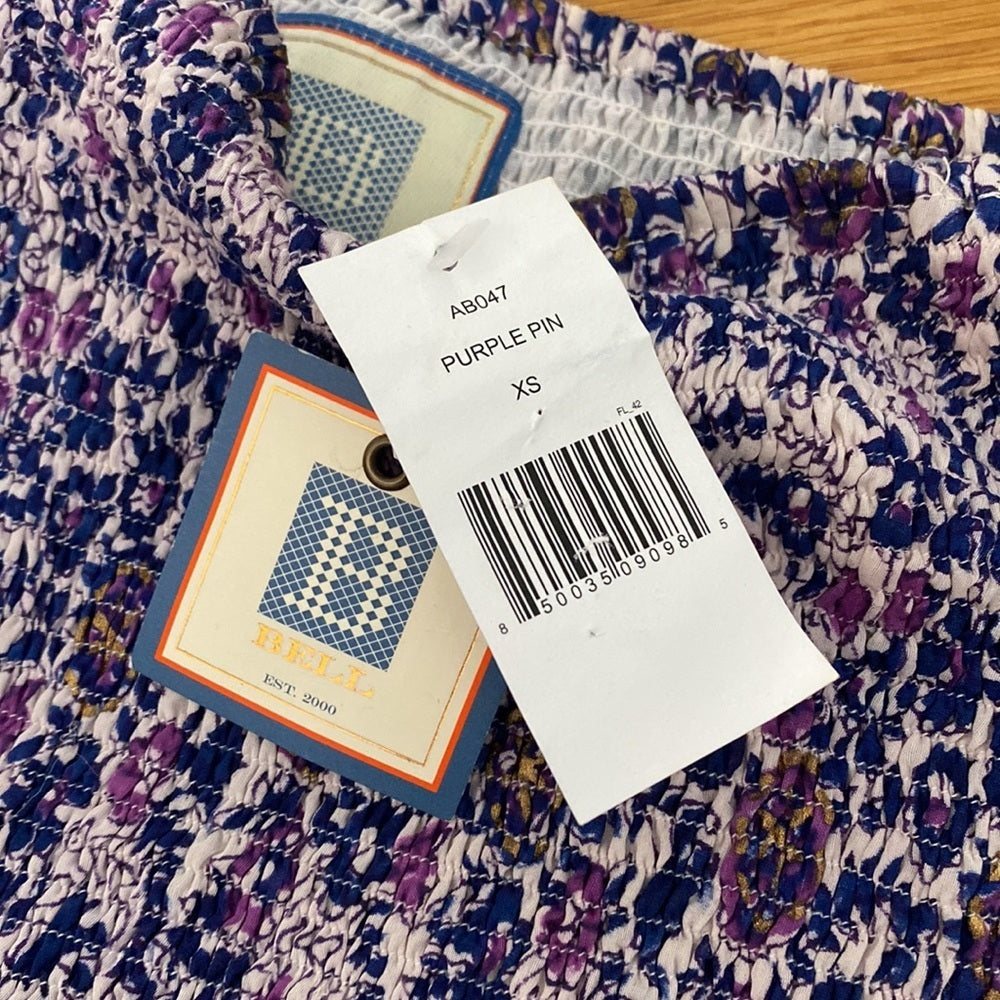 AB047
PURPLE PIN
XS
FL_42
8 50035 09098 5
B
BELL
EST. 2000